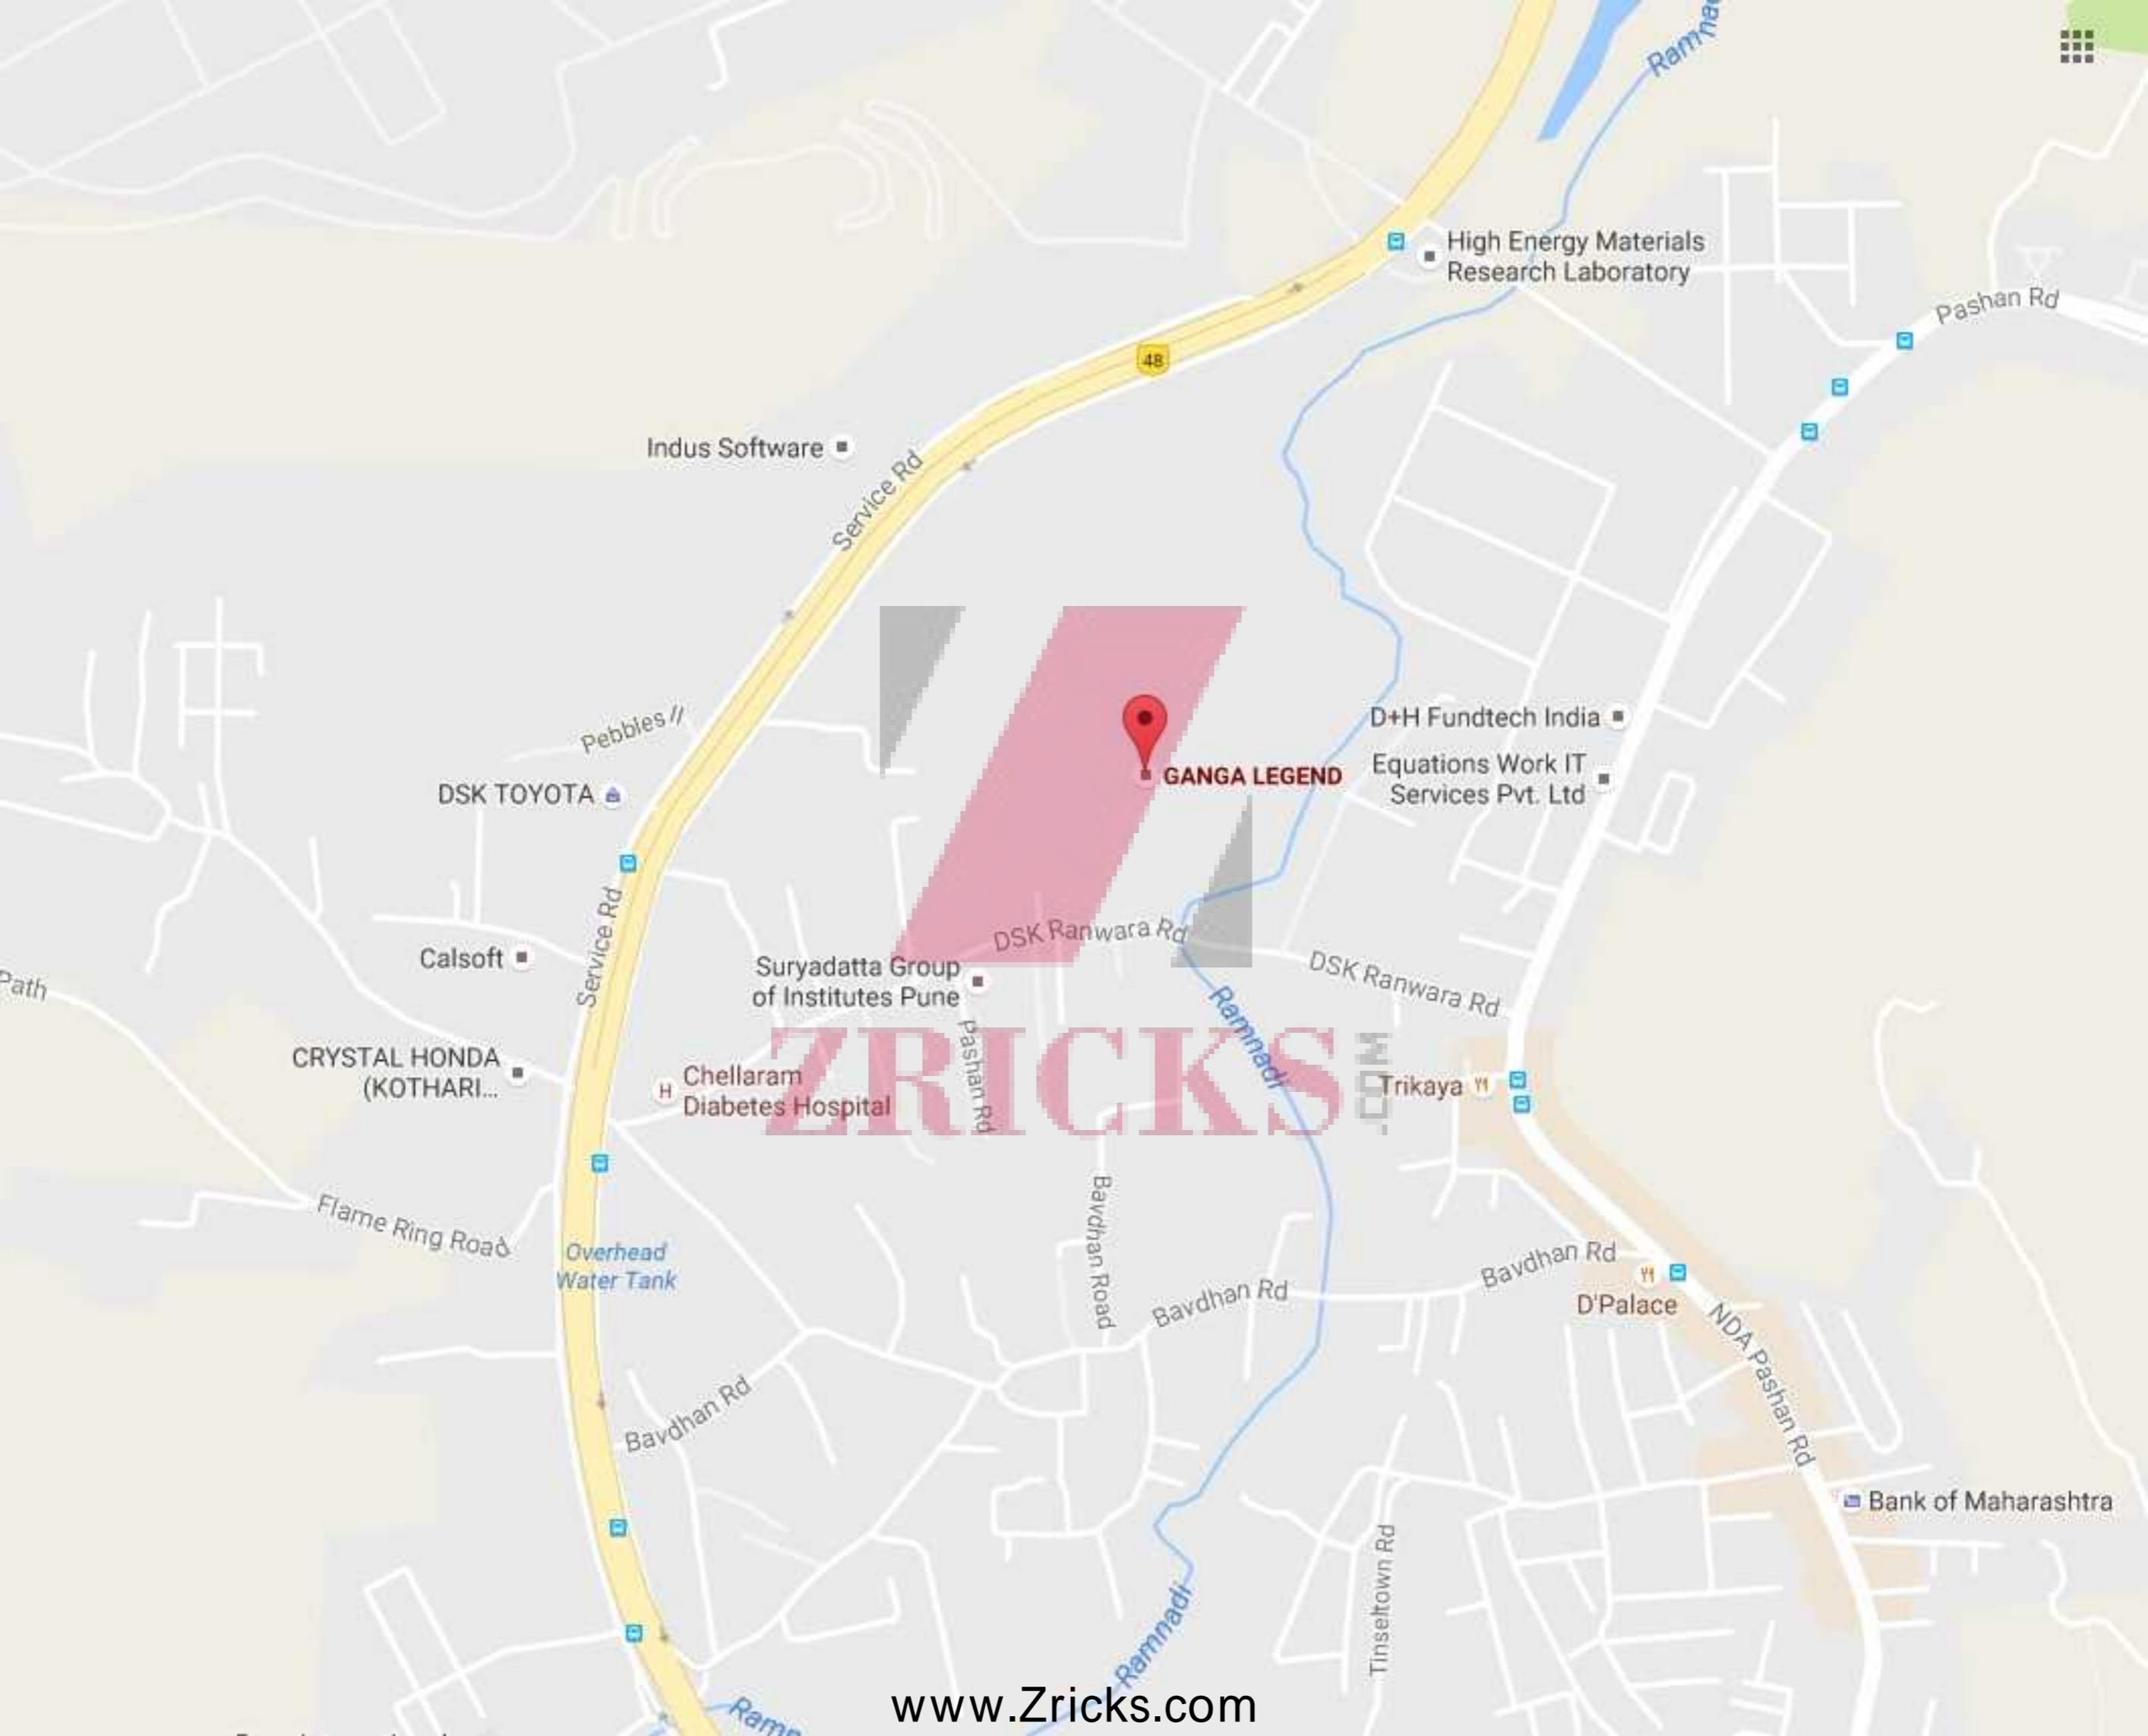 Ramna
High Energy Materials
Research Laboratory
Pashan Rd
48
Indus Software
Service Rd
Pebbles II
D+H Fundtech India
GANGA LEGEND
Equations Work IT
Services Pvt. Ltd
DSK TOYOTA
Service Rd
DSK Ranwara Rd
Calsoft
Suryadatta Group
of Institutes Pune
DSK Ranwara Rd
Path
Ramnadi
Pashan Rd
ZRICKS
.COM
CRYSTAL HONDA
(KOTHARI...
H
Chellaram
Diabetes Hospital
Trikaya
Flame Ring Road
Overhead
Water Tank
Bavdhan Road
Bavdhan Rd
Bavdhan Rd
D'Palace
NDA Pashan Rd
Bavdhan Rd
Bank of Maharashtra
Tinseltown Rd
Ramnadi
www.Zricks.com
Ramn